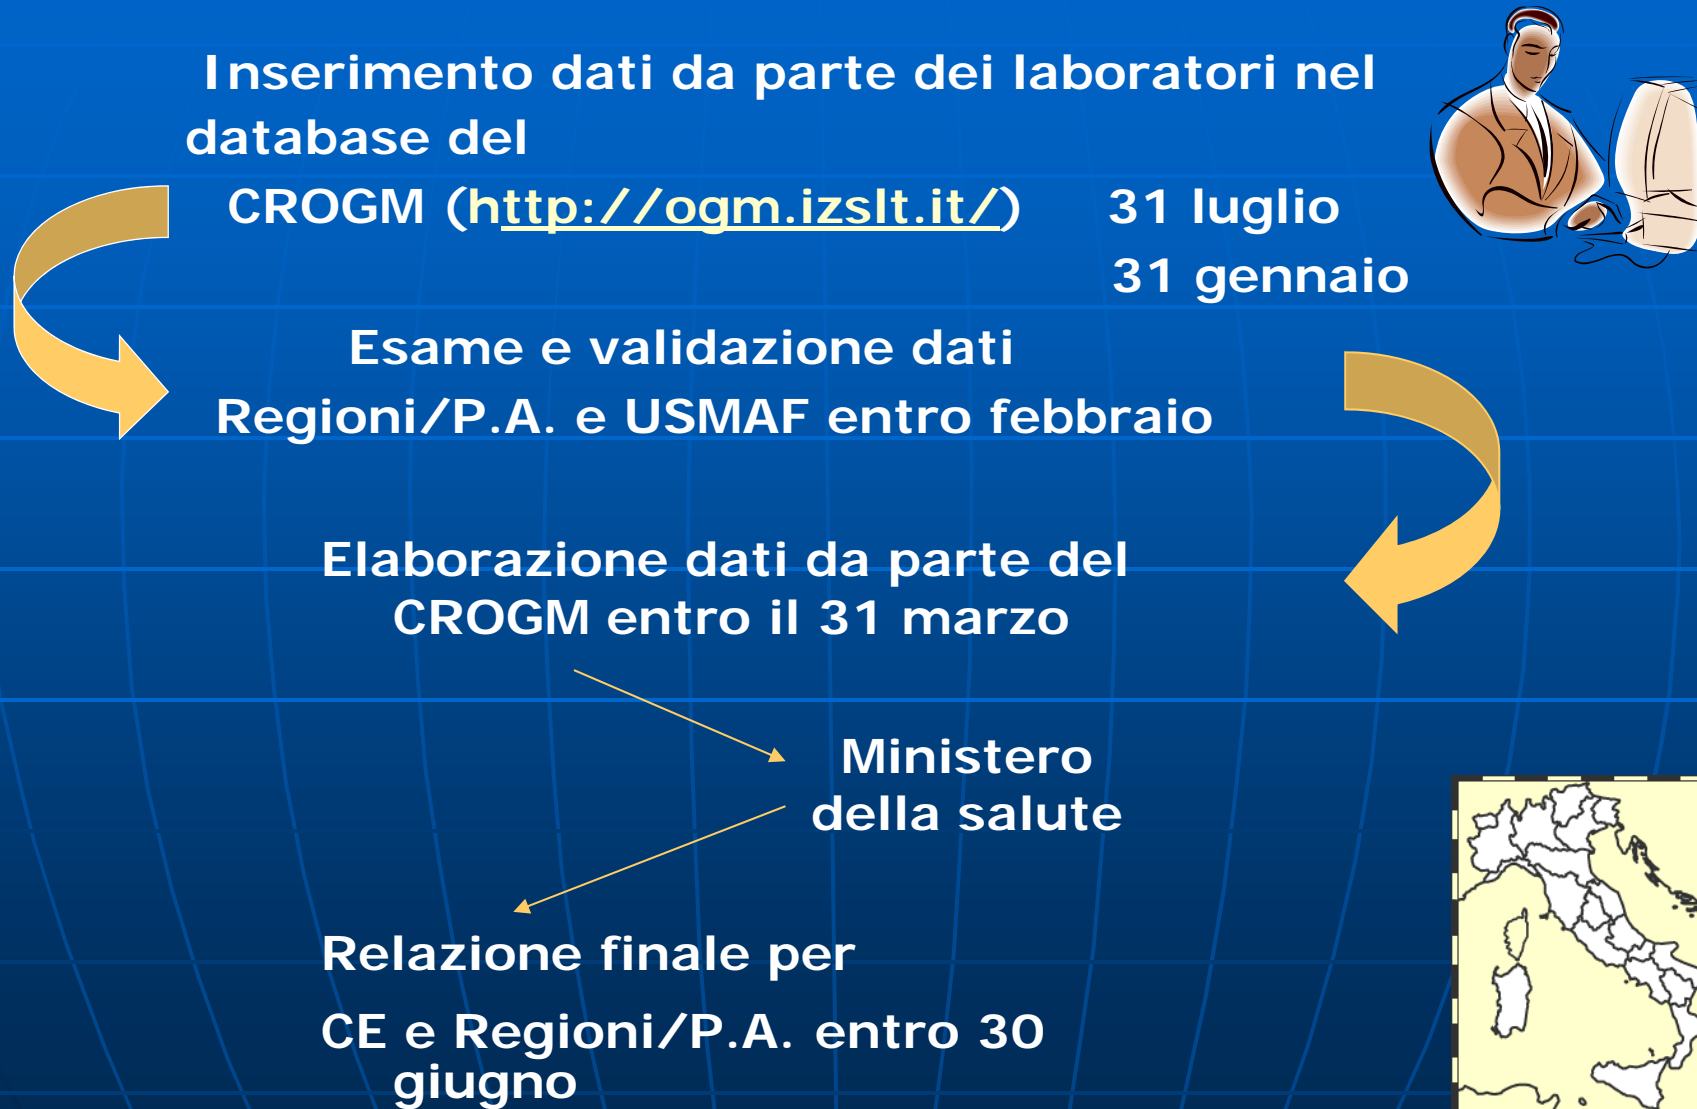 Inserimento dati da parte dei laboratori nel
database del
CROGM (http://ogm.izslt.it/) 31 luglio
31 gennaio
Esame e validazione dati
Regioni/P.A. e USMAF entro febbraio
Elaborazione dati da parte del
CROGM entro il 31 marzo
Ministero
della salute
Relazione finale per
CE e Regioni/P.A. entro 30
giugno